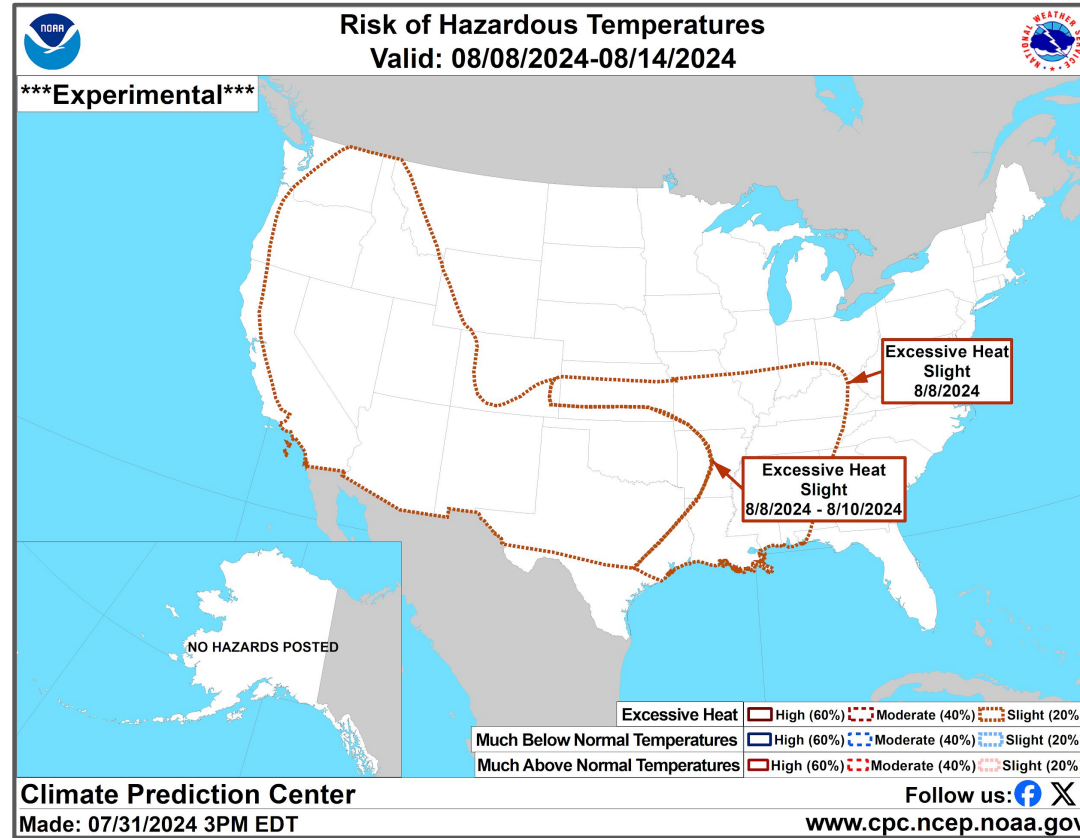 NOAA
Risk of Hazardous Temperatures
Valid: 08/08/2024-08/14/2024
NATIONAL WEATHER SERVICE
***Experimental***
Excessive Heat
Slight
8/8/2024
Excessive Heat
Slight
8/8/2024 - 8/10/2024
NO HAZARDS POSTED
Excessive Heat High (60%) Moderate (40%) Slight (20%
Much Below Normal Temperatures High (60%) Moderate (40%) Slight (20%
Much Above Normal Temperatures High (60%) Moderate (40%) Slight (20%
Climate Prediction Center
Follow us:
Made: 07/31/2024 3PM EDT
www.cpc.ncep.noaa.gov